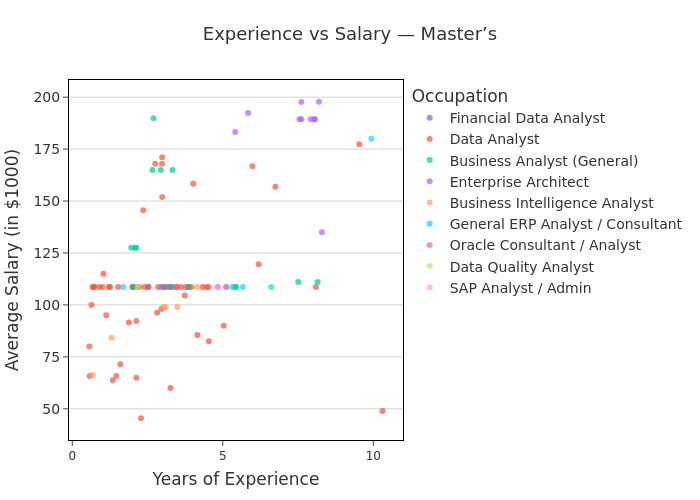 Experience vs Salary — Master’s
Occupation
Financial Data Analyst
Data Analyst
Business Analyst (General)
Enterprise Architect
Business Intelligence Analyst
General ERP Analyst / Consultant
Oracle Consultant / Analyst
Data Quality Analyst
SAP Analyst / Admin
Average Salary (in $1000)
200
175
150
125
100
75
50
0 5 10
Years of Experience